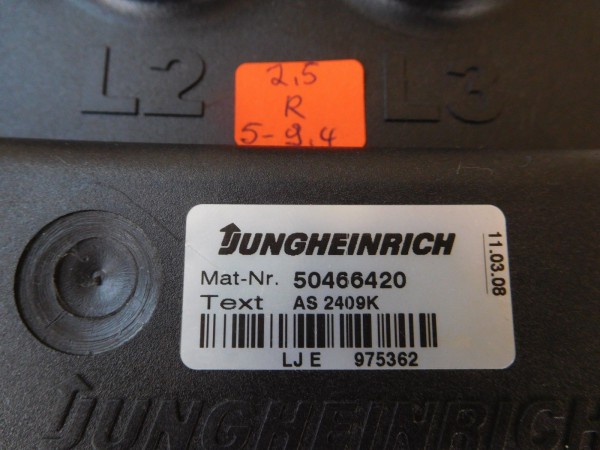 L2
L3
2,5
R
5-9,4
JUNGHEINRICH
11.03.08
Mat-Nr. 50466420
Text AS 2409K
LJ E 975362
JUNGHEINRICH